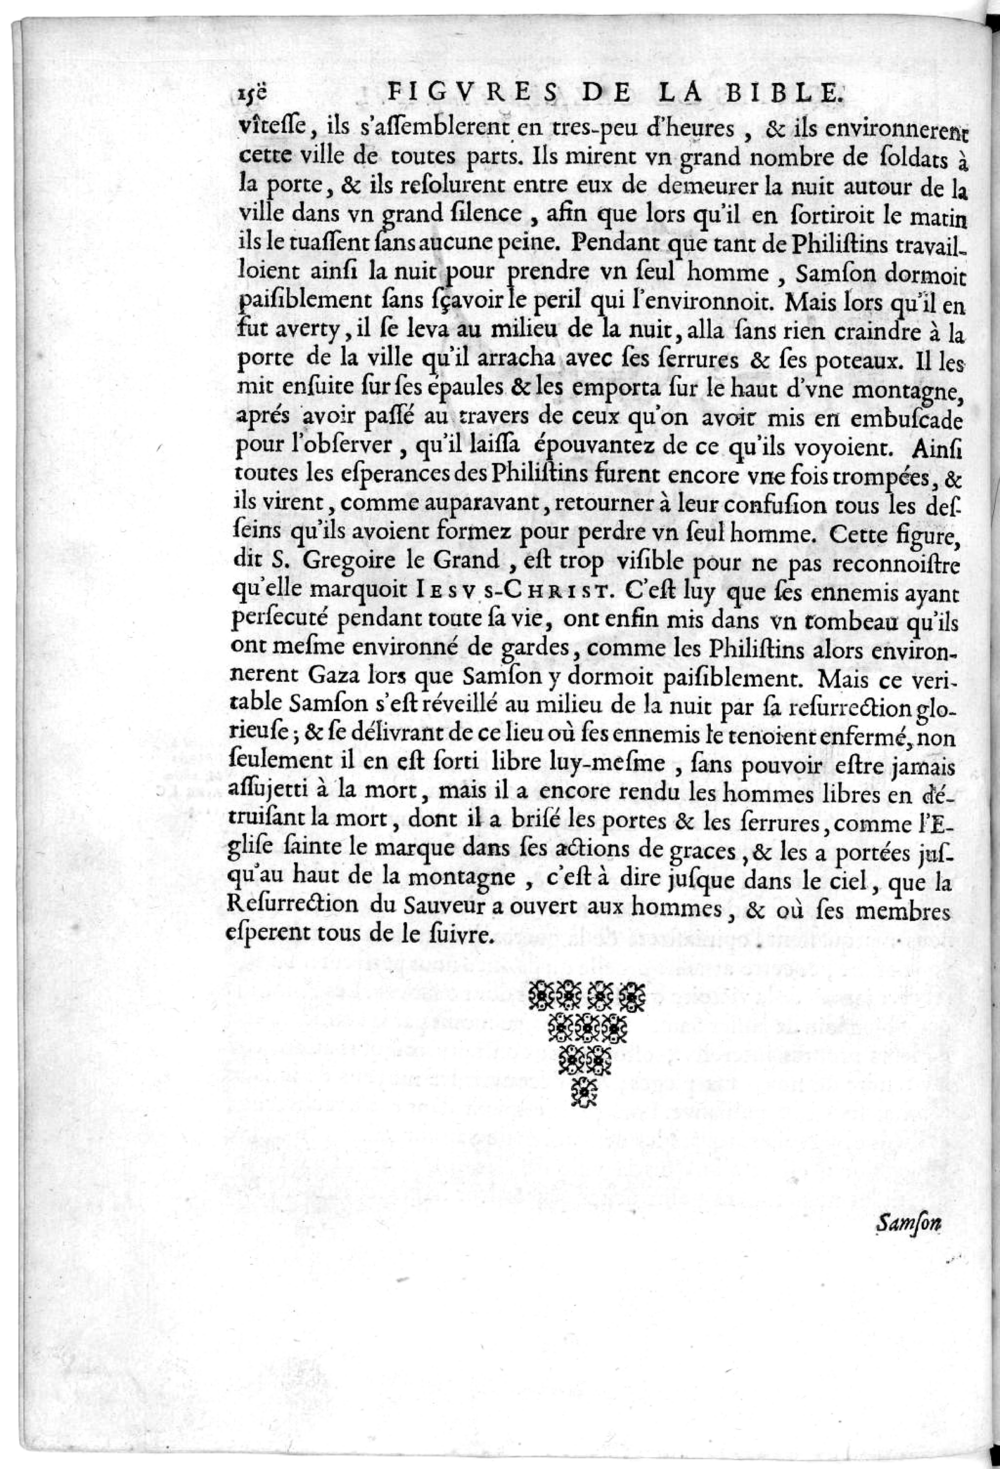 15ë FIGVRES DE LA BIBLE.
vîteſſe, ils s'aſſemblerent en tres-peu d'heures, & ils environnerent
cette ville de toutes parts. Ils mirent vn grand nombre de ſoldats à
la porte, & ils reſolurent entre eux de demeurer la nuit autour de la
ville dans vn grand ſilence, afin que lors qu'il en ſortiroit le matin
ils le tuaſſent ſans aucune peine. Pendant que tant de Philiſtins travail-
loient ainſi la nuit pour prendre vn ſeul homme, Samſon dormoit
paiſiblement ſans ſçavoir le peril qui l'environnoit. Mais lors qu'il en
fut averty, il ſe leva au milieu de la nuit, alla ſans rien craindre à la
porte de la ville qu'il arracha avec ſes ſerrures & ſes poteaux. Il les
mit enſuite ſur ſes épaules & les emporta ſur le haut d'vne montagne,
aprés avoir paſſé au travers de ceux qu'on avoit mis en embuſcade
pour l'obſerver, qu'il laiſſa épouvantez de ce qu'ils voyoient. Ainſi
toutes les eſperances des Philiſtins furent encore vne fois trompées, &
ils virent, comme auparavant, retourner à leur confuſion tous les deſ-
ſeins qu'ils avoient formez pour perdre vn ſeul homme. Cette figure,
dit S. Gregoire le Grand, eſt trop viſible pour ne pas reconnoiſtre
qu'elle marquoit IESVS-CHRIST. C'eſt luy que ſes ennemis ayant
perſecuté pendant toute ſa vie, ont enfin mis dans vn tombeau qu'ils
ont meſme environné de gardes, comme les Philiſtins alors environ-
nerent Gaza lors que Samſon y dormoit paiſiblement. Mais ce veri-
table Samſon s'eſt réveillé au milieu de la nuit par ſa reſurrection glo-
rieuſe; & ſe délivrant de ce lieu où ſes ennemis le tenoient enfermé, non
ſeulement il en eſt ſorti libre luy-meſme, ſans pouvoir eſtre jamais
aſſujetti à la mort, mais il a encore rendu les hommes libres en dé-
truiſant la mort, dont il a briſé les portes & les ſerrures, comme l'E-
gliſe ſainte le marque dans ſes actions de graces, & les a portées juſ-
qu'au haut de la montagne, c'eſt à dire juſque dans le ciel, que la
Reſurrection du Sauveur a ouvert aux hommes, & où ſes membres
eſperent tous de le ſuivre.
Samſon